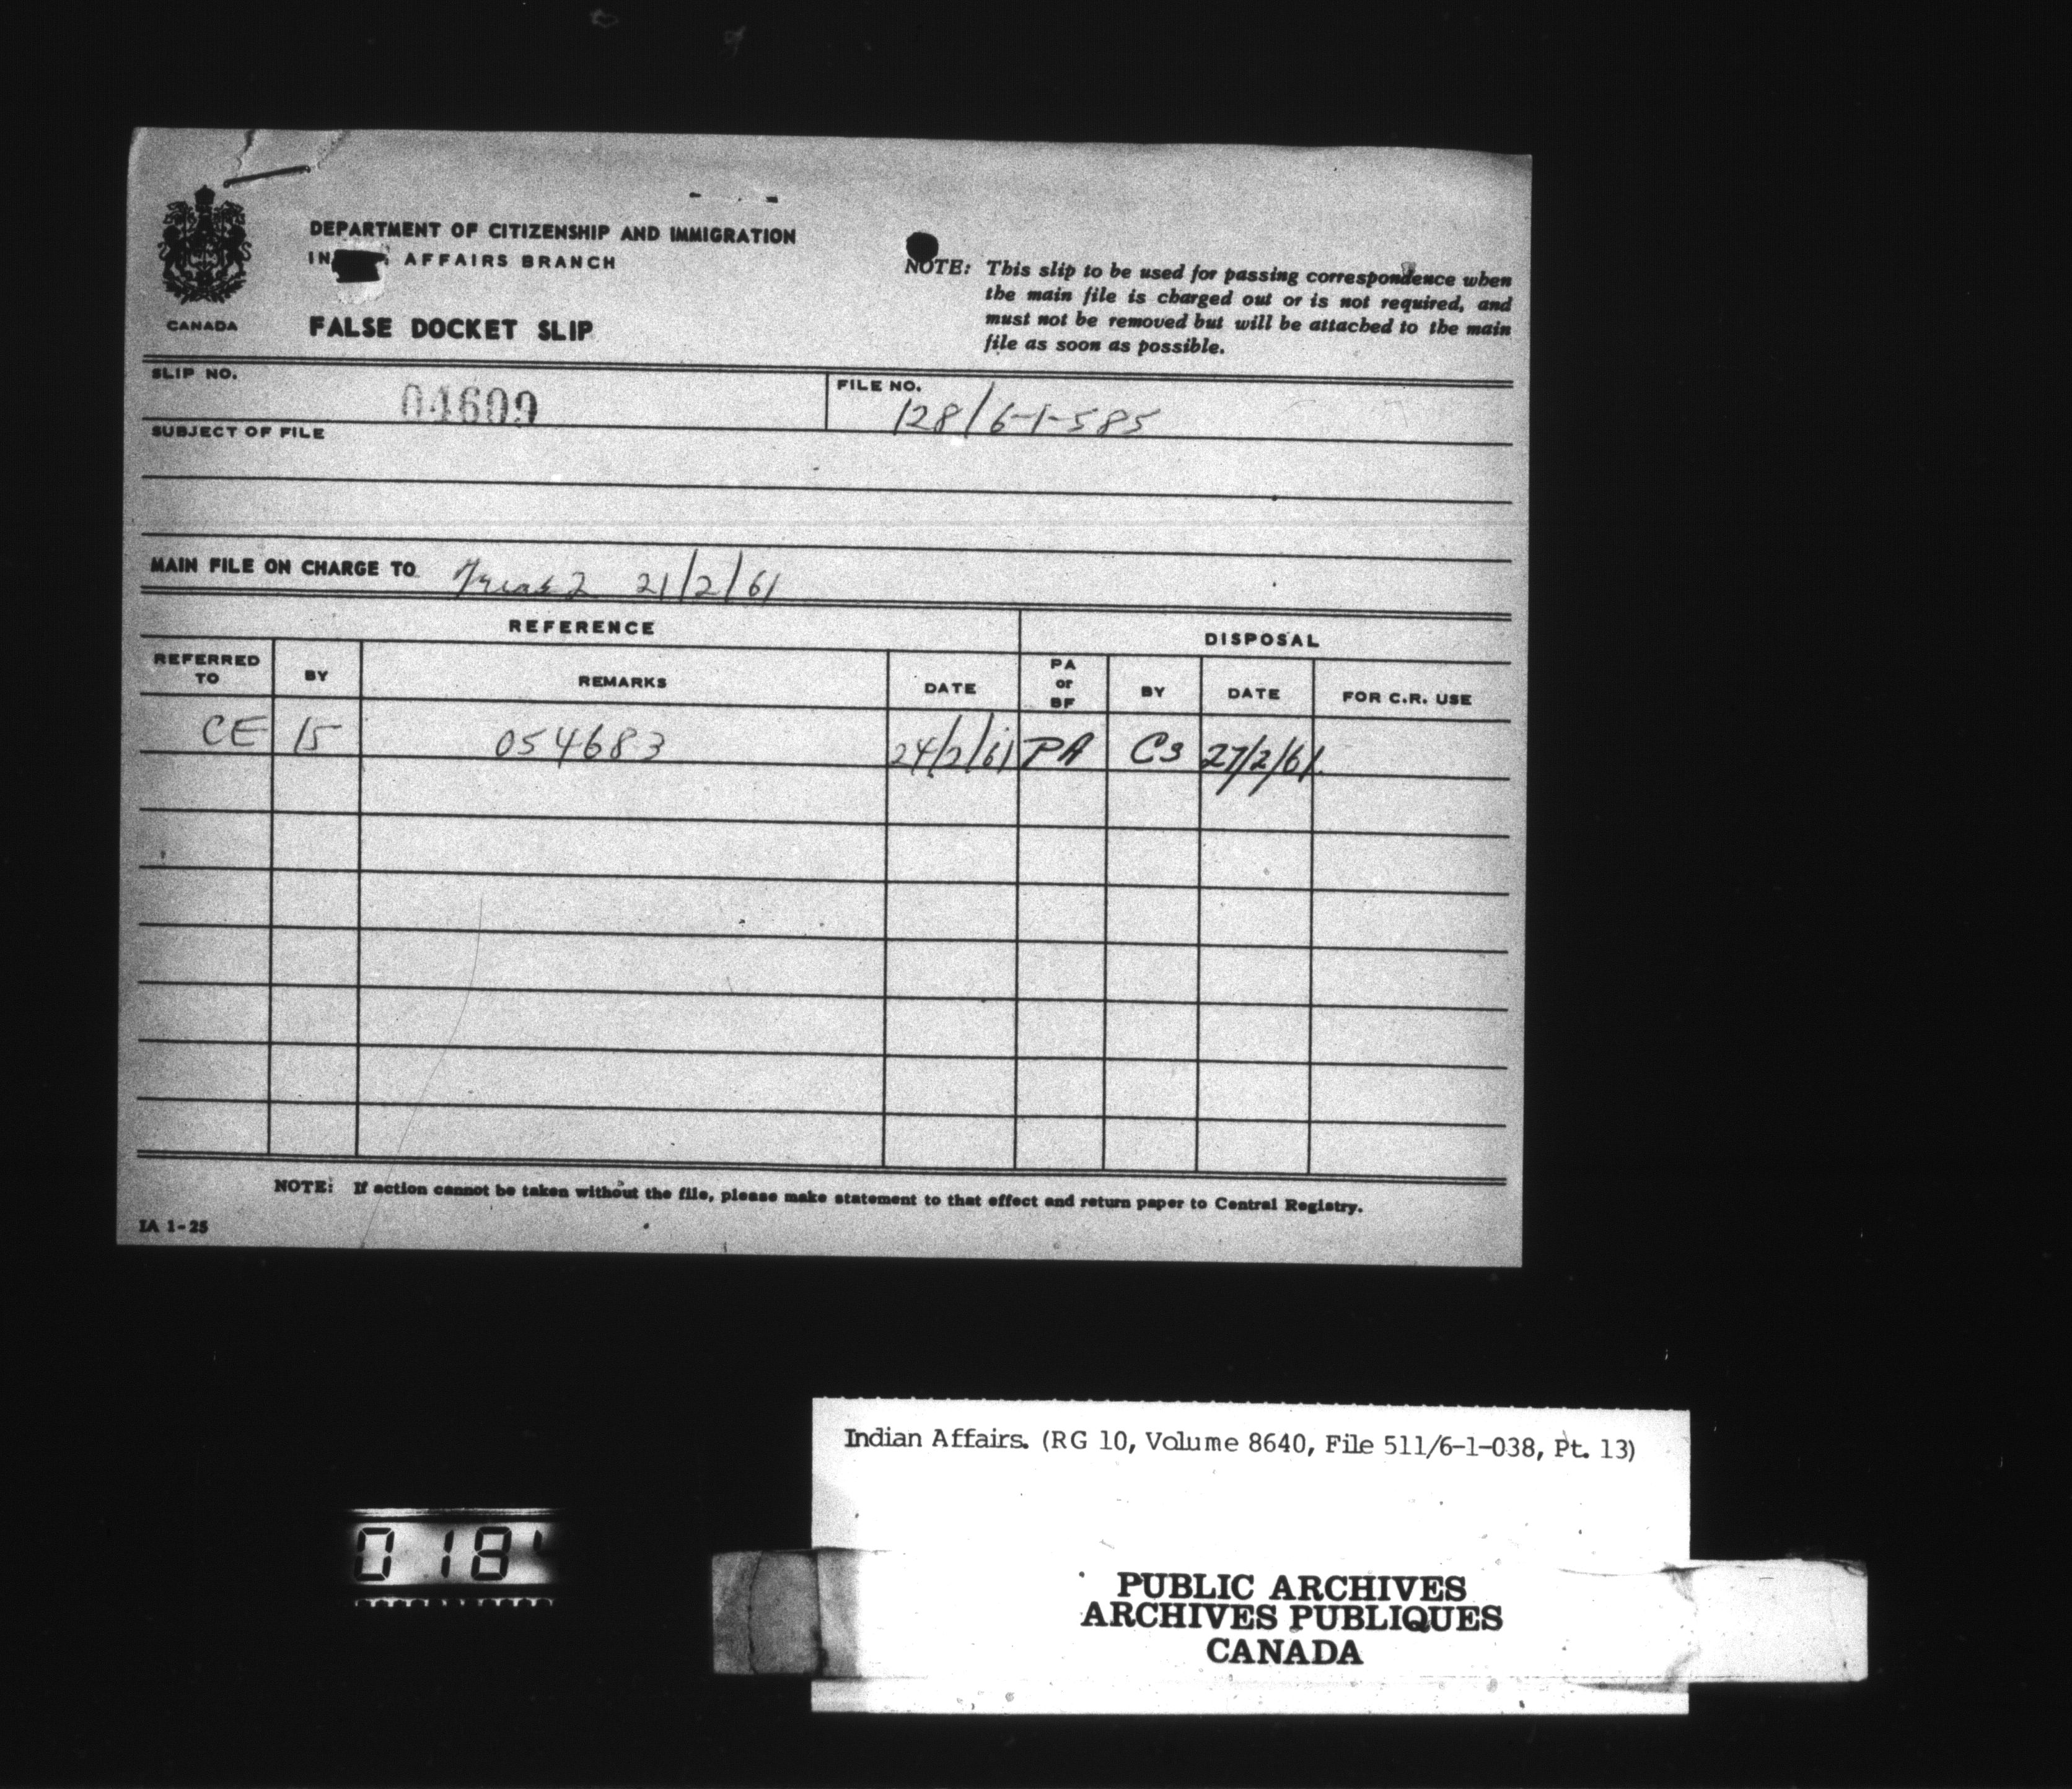 DEPARTMENT OF CITIZENSHIP AND IMMIGRATION
AFFAIRS BRANCH
CANADA
FALSE DOCKET SLIP
NOTE: This slip to be used for passing correspondence when
the main file is charged out or is not required, and
must not be removed but will be attached to the main
file as soon as possible.
SLIP NO. 04609
FILE NO. 128/6-1-585
SUBJECT OF FILE
MAIN FILE ON CHARGE TO 21/2/61
REFERENCE DISPOSAL
REFERRED TO BY REMARKS DATE PA or BF BY DATE FOR C.R. USE
CE 15 054683 24/2/61 PA C3 27/2/61
NOTE: If action cannot be taken without the file, please make statement to that effect and return paper to Central Registry.
IA 1-25
Indian Affairs. (RG 10, Volume 8640, File 511/6-1-038, Pt. 13)
018
PUBLIC ARCHIVES
ARCHIVES PUBLIQUES
CANADA